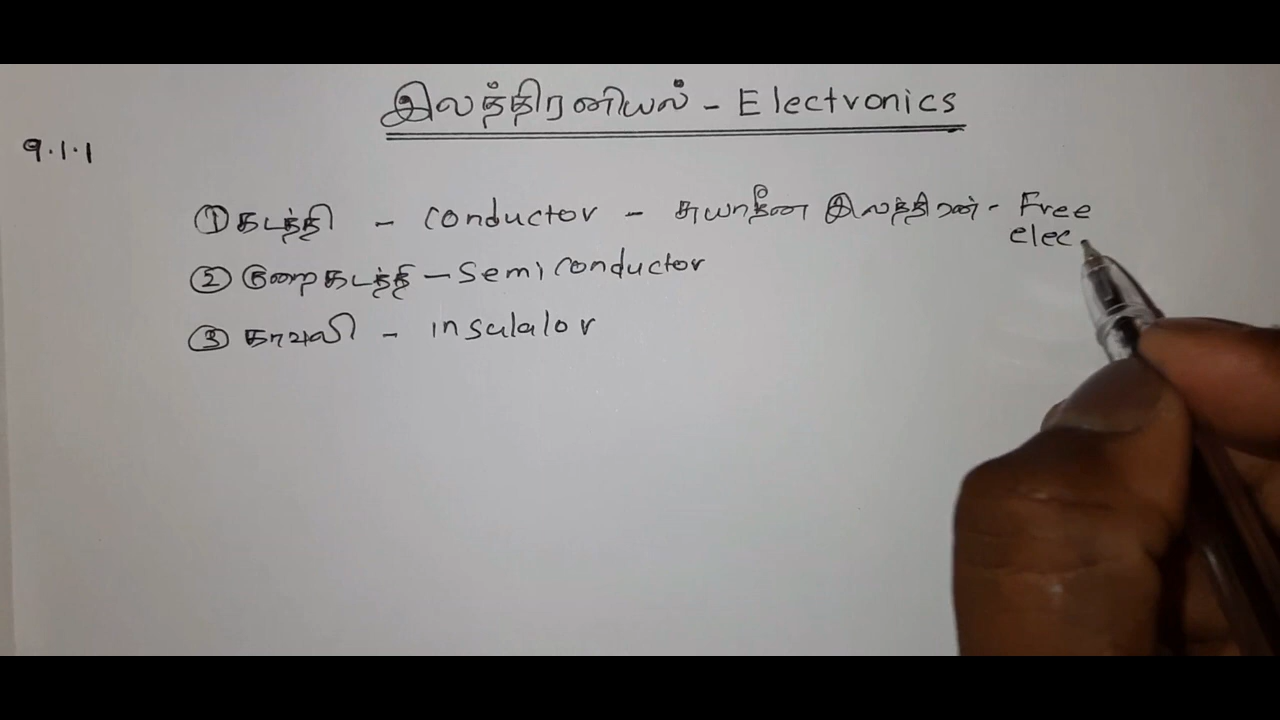 இலத்திரனியல் - Electronics
9.1.1
① கடத்தி - conductor - சுயாதீன இலத்திரன் - Free
elec
② குறைகடத்தி - Semiconductor
③ காவலி - insulalor